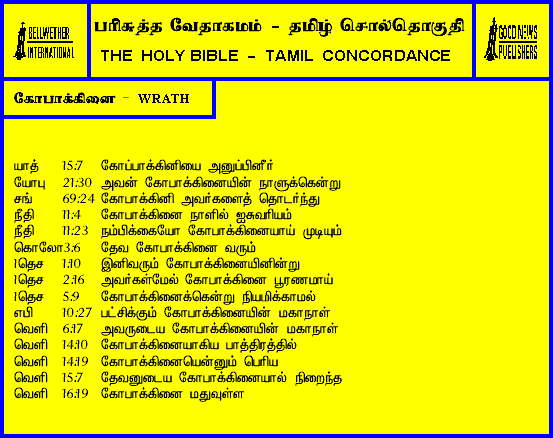 BELLWETHER
INTERNATIONAL
பரிசுத்த வேதாகமம் - தமிழ் சொல்தொகுதி
THE HOLY BIBLE - TAMIL CONCORDANCE
GOOD NEWS
PUBLISHERS
கோபாக்கினை - WRATH
யாத் 15:7 கோப்பாக்கினியை அனுப்பினீர்
யோபு 21:30 அவன் கோபாக்கினையின் நாளுக்கென்று
சங் 69:24 கோபாக்கினி அவர்களைத் தொடர்ந்து
நீதி 11:4 கோபாக்கினை நாளில் ஐசுவரியம்
நீதி 11:23 நம்பிக்கையோ கோபாக்கினையாய் முடியும்
கொலோ 3:6 தேவ கோபாக்கினை வரும்
1தெச 1:10 இனிவரும் கோபாக்கினையினின்று
1தெச 2:16 அவர்கள்மேல் கோபாக்கினை பூரணமாய்
1தெச 5:9 கோபாக்கினைக்கென்று நியமிக்காமல்
எபி 10:27 பட்சிக்கும் கோபாக்கினையின் மகாநாள்
வெளி 6:17 அவருடைய கோபாக்கினையின் மகாநாள்
வெளி 14:10 கோபாக்கினையாகிய பாத்திரத்தில்
வெளி 14:19 கோபாக்கினையென்னும் பெரிய
வெளி 15:7 தேவனுடைய கோபாக்கினையால் நிறைந்த
வெளி 16:19 கோபாக்கினை மதுவுள்ள